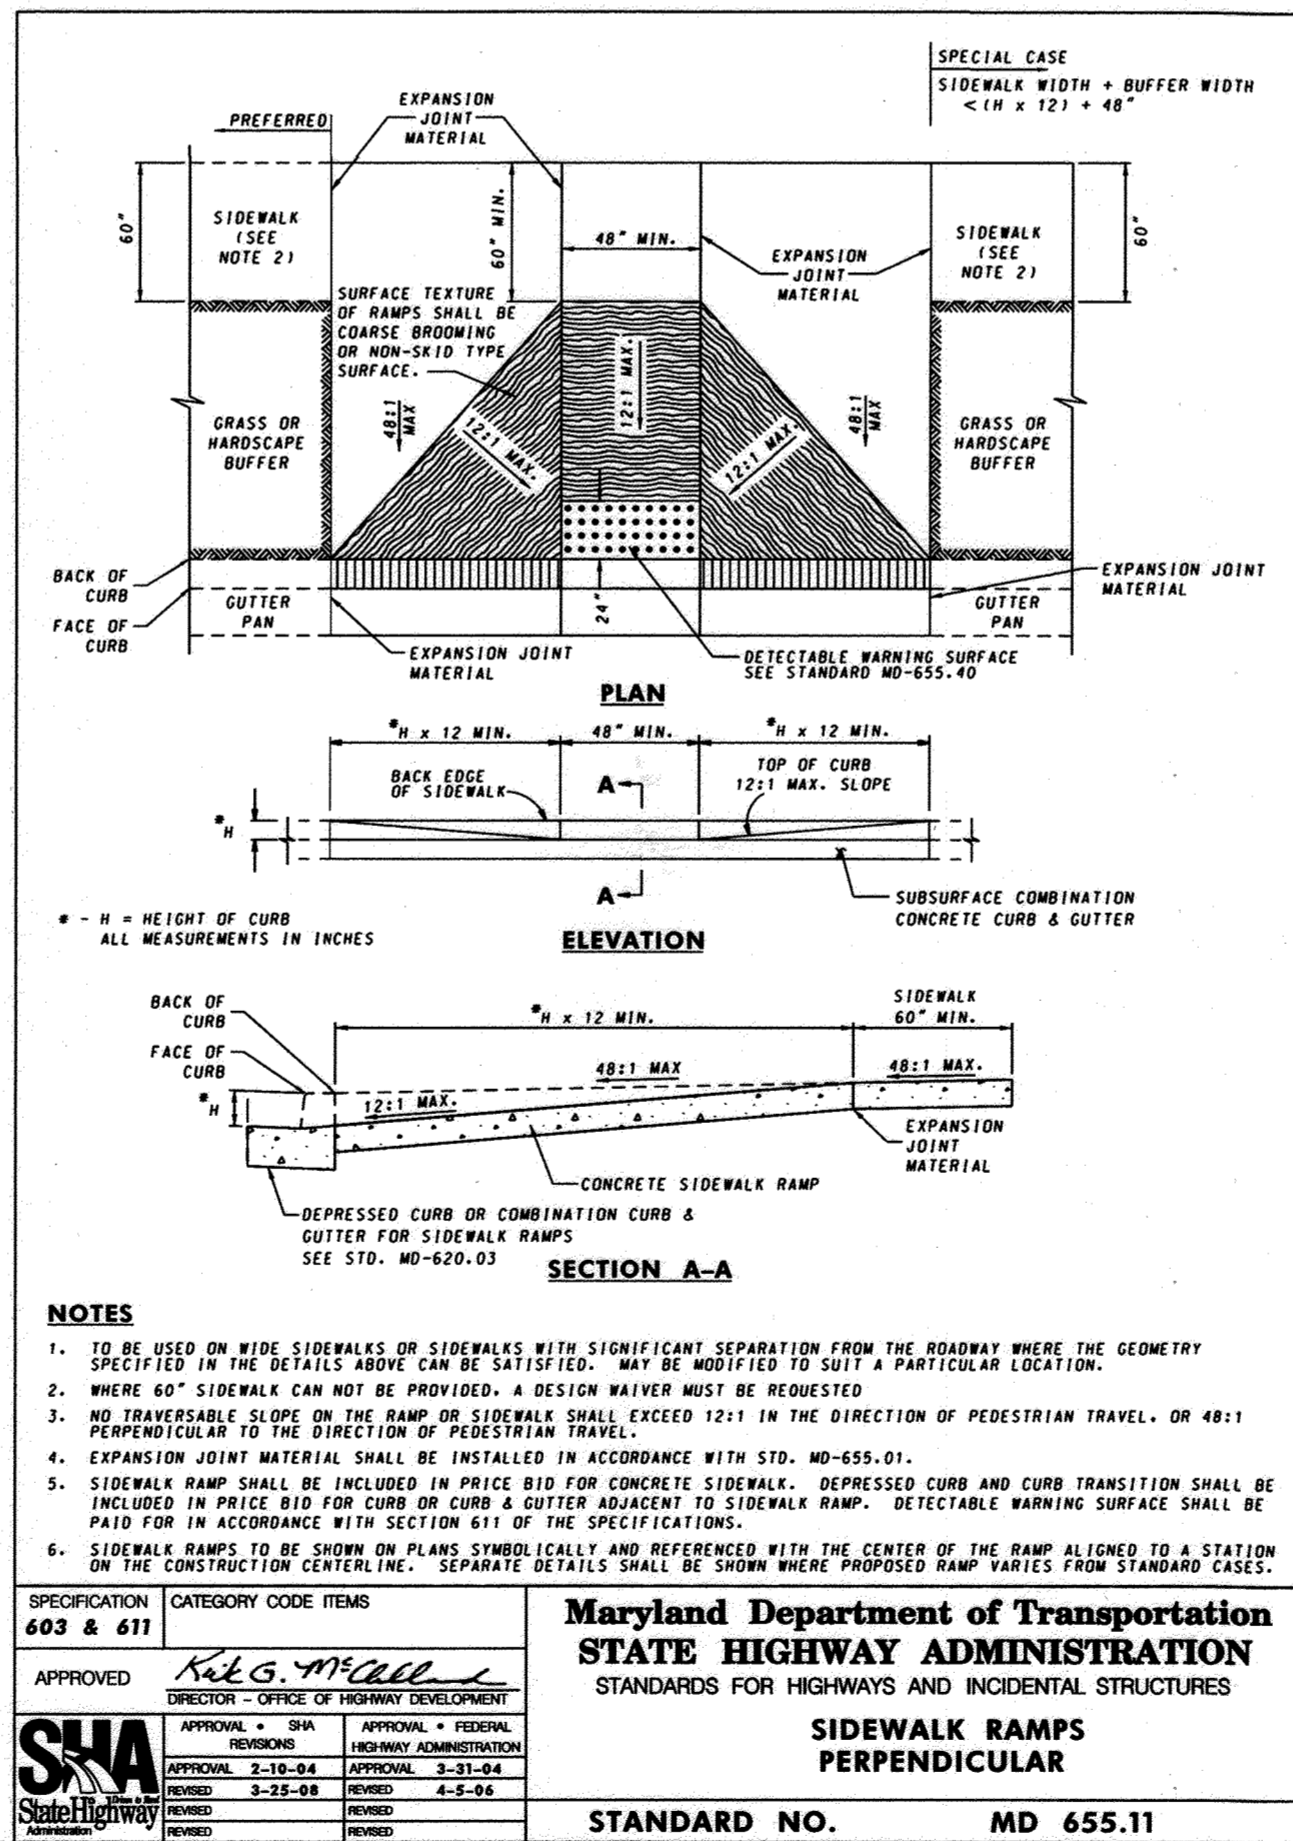 SPECIAL CASE
SIDEWALK WIDTH + BUFFER WIDTH
< (H x 12) + 48"
EXPANSION
JOINT
MATERIAL
PREFERRED
60"
SIDEWALK
(SEE
NOTE 2)
60" MIN.
48" MIN.
EXPANSION
JOINT
MATERIAL
SIDEWALK
(SEE
NOTE 2)
60"
SURFACE TEXTURE
OF RAMPS SHALL BE
COARSE BROOMING
OR NON-SKID TYPE
SURFACE.
12:1 MAX.
48:1
MAX
12:1 MAX.
12:1 MAX.
48:1
MAX
GRASS OR
HARDSCAPE
BUFFER
GRASS OR
HARDSCAPE
BUFFER
BACK OF
CURB
FACE OF
CURB
GUTTER
PAN
24"
GUTTER
PAN
EXPANSION JOINT
MATERIAL
EXPANSION JOINT
MATERIAL
DETECTABLE WARNING SURFACE
SEE STANDARD MD-655.40
PLAN
*H x 12 MIN.
48" MIN.
*H x 12 MIN.
BACK EDGE
OF SIDEWALK
A
TOP OF CURB
12:1 MAX. SLOPE
*H
A
SUBSURFACE COMBINATION
CONCRETE CURB & GUTTER
* - H = HEIGHT OF CURB
ALL MEASUREMENTS IN INCHES
ELEVATION
BACK OF
CURB
FACE OF
CURB
*H x 12 MIN.
SIDEWALK
60" MIN.
48:1 MAX
48:1 MAX.
*H
12:1 MAX.
EXPANSION
JOINT
MATERIAL
CONCRETE SIDEWALK RAMP
DEPRESSED CURB OR COMBINATION CURB &
GUTTER FOR SIDEWALK RAMPS
SEE STD. MD-620.03
SECTION A-A
NOTES
1. TO BE USED ON WIDE SIDEWALKS OR SIDEWALKS WITH SIGNIFICANT SEPARATION FROM THE ROADWAY WHERE THE GEOMETRY
SPECIFIED IN THE DETAILS ABOVE CAN BE SATISFIED. MAY BE MODIFIED TO SUIT A PARTICULAR LOCATION.
2. WHERE 60" SIDEWALK CAN NOT BE PROVIDED. A DESIGN WAIVER MUST BE REQUESTED
3. NO TRAVERSABLE SLOPE ON THE RAMP OR SIDEWALK SHALL EXCEED 12:1 IN THE DIRECTION OF PEDESTRIAN TRAVEL. OR 48:1
PERPENDICULAR TO THE DIRECTION OF PEDESTRIAN TRAVEL.
4. EXPANSION JOINT MATERIAL SHALL BE INSTALLED IN ACCORDANCE WITH STD. MD-655.01.
5. SIDEWALK RAMP SHALL BE INCLUDED IN PRICE BID FOR CONCRETE SIDEWALK. DEPRESSED CURB AND CURB TRANSITION SHALL BE
INCLUDED IN PRICE BID FOR CURB OR CURB & GUTTER ADJACENT TO SIDEWALK RAMP. DETECTABLE WARNING SURFACE SHALL BE
PAID FOR IN ACCORDANCE WITH SECTION 611 OF THE SPECIFICATIONS.
6. SIDEWALK RAMPS TO BE SHOWN ON PLANS SYMBOLICALLY AND REFERENCED WITH THE CENTER OF THE RAMP ALIGNED TO A STATION
ON THE CONSTRUCTION CENTERLINE. SEPARATE DETAILS SHALL BE SHOWN WHERE PROPOSED RAMP VARIES FROM STANDARD CASES.
SPECIFICATION
603 & 611
CATEGORY CODE ITEMS
APPROVED
Kirk G. McClelland
DIRECTOR - OFFICE OF HIGHWAY DEVELOPMENT
SHA
State Highway
Administration
APPROVAL • SHA
REVISIONS
APPROVAL • FEDERAL
HIGHWAY ADMINISTRATION
APPROVAL 2-10-04
APPROVAL 3-31-04
REVISED 3-25-08
REVISED 4-5-06
REVISED
REVISED
REVISED
REVISED
Maryland Department of Transportation
STATE HIGHWAY ADMINISTRATION
STANDARDS FOR HIGHWAYS AND INCIDENTAL STRUCTURES
SIDEWALK RAMPS
PERPENDICULAR
STANDARD NO. MD 655.11